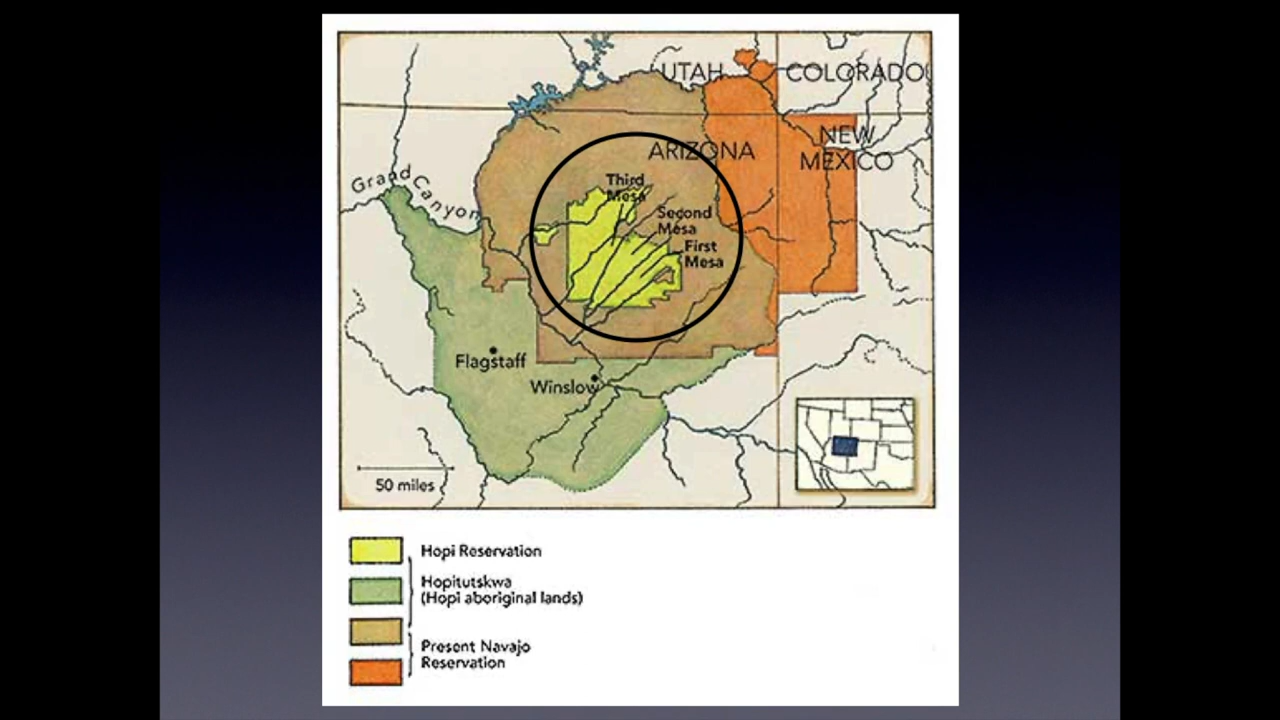 UTAH
COLORADO
ARIZONA
NEW
MEXICO
Grand
Canyon
Third
Mesa
Second
Mesa
First
Mesa
Flagstaff
Winslow
50 miles
Hopi Reservation
Hopitutskwa
(Hopi aboriginal lands)
Present Navajo
Reservation